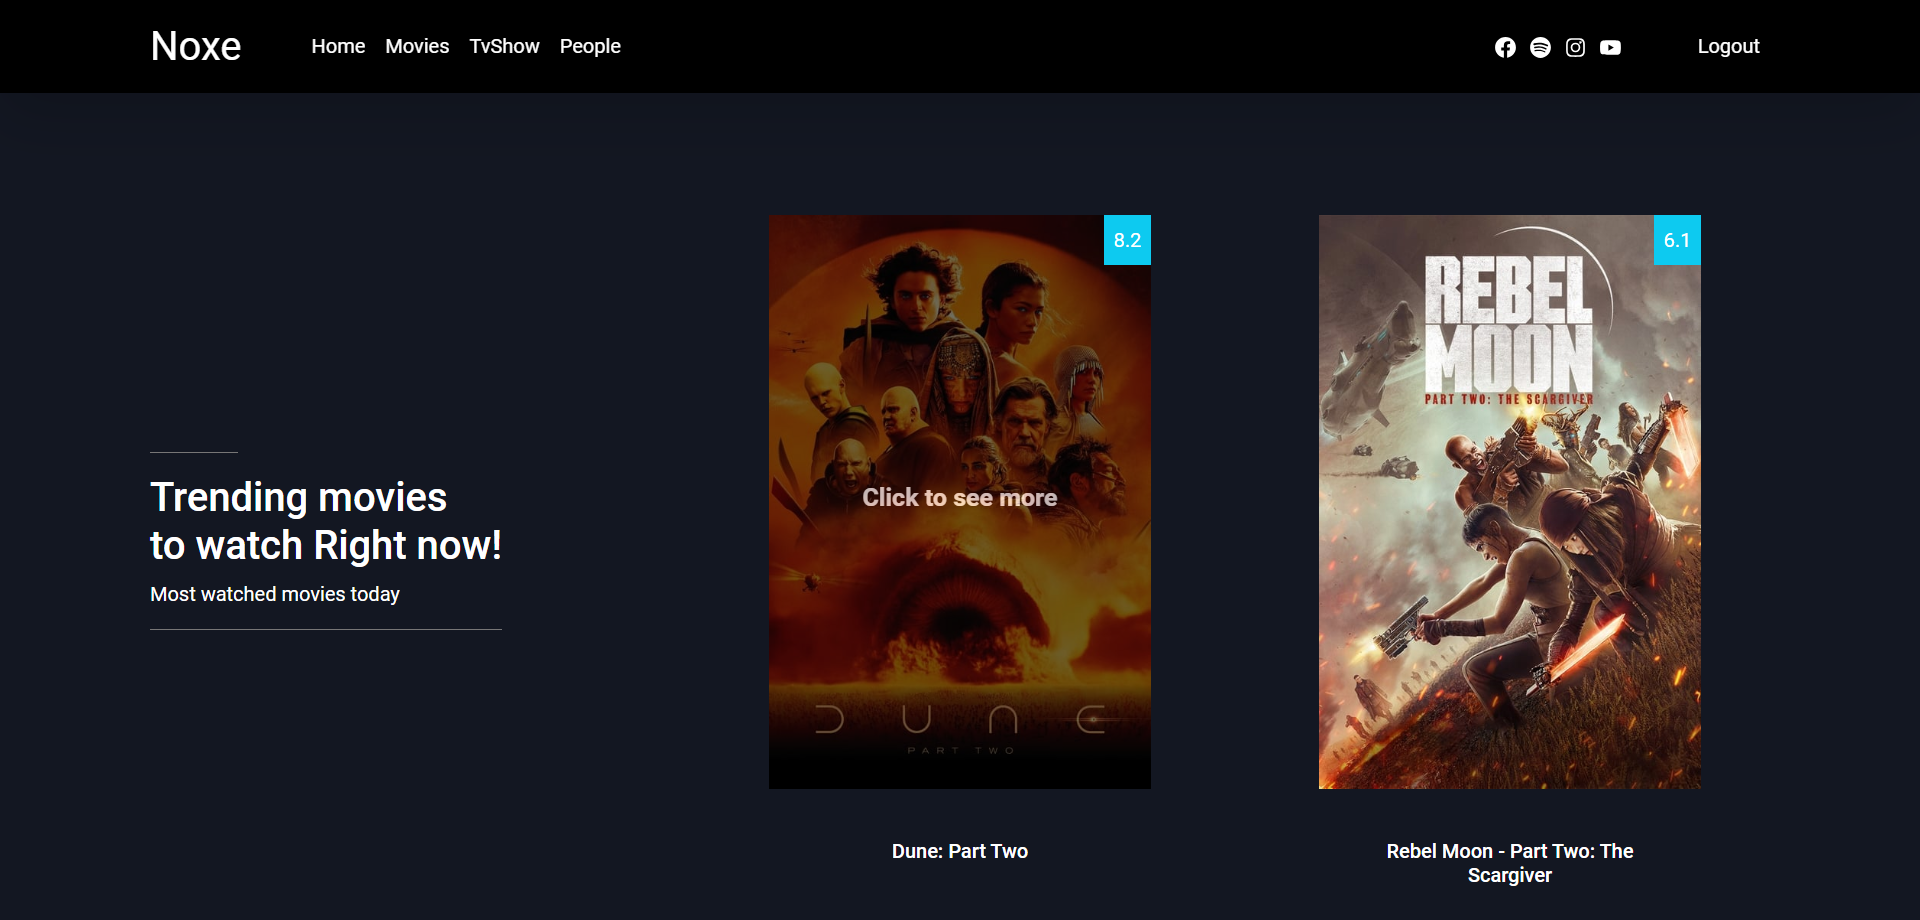 Noxe
Home Movies TvShow People
Logout
Trending movies
to watch Right now!
Most watched movies today
8.2
Click to see more
DUNE
PART TWO
Dune: Part Two
6.1
REBEL
MOON
PART TWO: THE SCARGIVER
Rebel Moon - Part Two: The
Scargiver